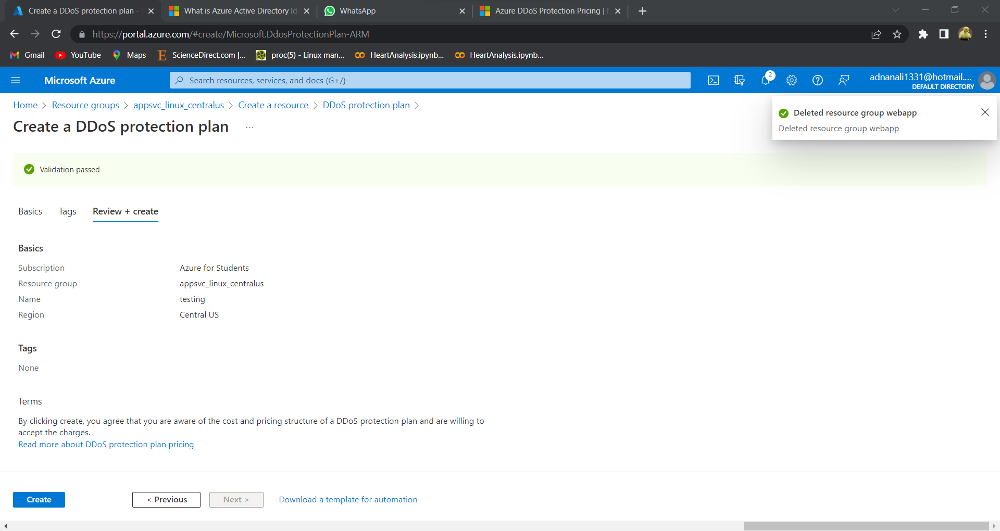 Create a DDoS protection plan -
What is Azure Active Directory Id
WhatsApp
Azure DDoS Protection Pricing |
https://portal.azure.com/#create/Microsoft.DdosProtectionPlan-ARM
Gmail
YouTube
Maps
ScienceDirect.com |...
proc(5) - Linux man...
HeartAnalysis.ipynb...
HeartAnalysis.ipynb...
Microsoft Azure
Search resources, services, and docs (G+/)
2
adnanali1331@hotmail....
DEFAULT DIRECTORY
Home > Resource groups > appsvc_linux_centralus > Create a resource > DDoS protection plan >
Create a DDoS protection plan ...
Deleted resource group webapp
Deleted resource group webapp
Validation passed
Basics
Tags
Review + create
Basics
Subscription Azure for Students
Resource group appsvc_linux_centralus
Name testing
Region Central US
Tags
None
Terms
By clicking create, you agree that you are aware of the cost and pricing structure of a DDoS protection plan and are willing to
accept the charges.
Read more about DDoS protection plan pricing
Create
< Previous
Next >
Download a template for automation